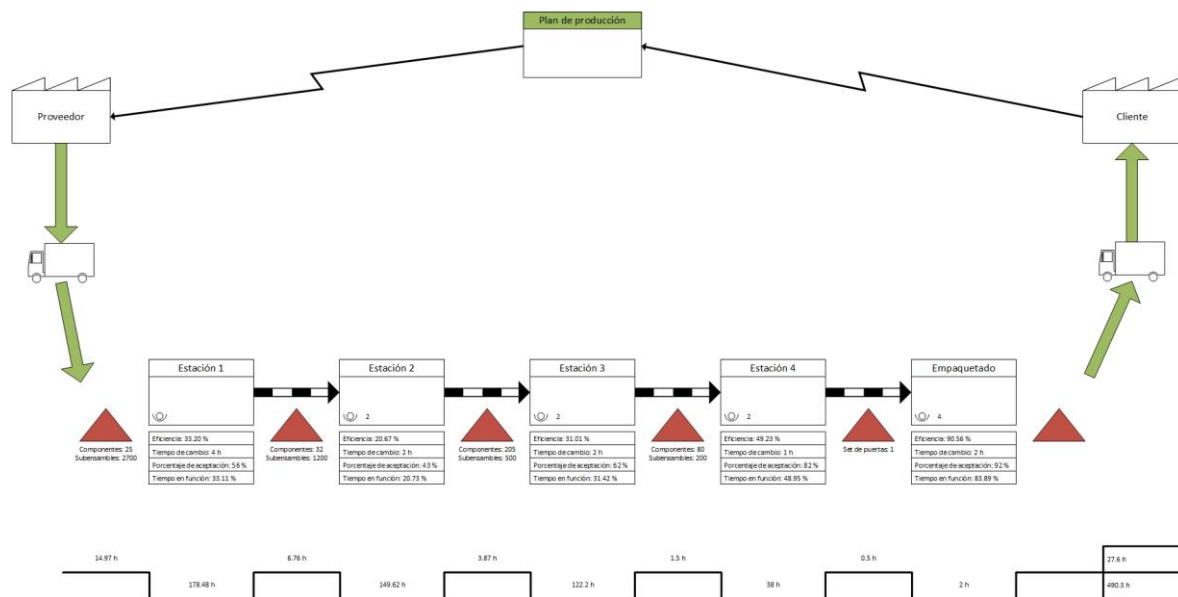 Plan de producción
Proveedor
Cliente
Estación 1
Estación 2
Estación 3
Estación 4
Empaquetado
2
2
2
4
Componentes: 25
Subensambles: 2700
Eficiencia: 33.20 %
Tiempo de cambio: 4 h
Porcentaje de aceptación: 56 %
Tiempo en función: 33.11 %
Componentes: 32
Subensambles: 1200
Eficiencia: 20.67 %
Tiempo de cambio: 2 h
Porcentaje de aceptación: 43 %
Tiempo en función: 20.73 %
Componentes: 205
Subensambles: 500
Eficiencia: 31.01 %
Tiempo de cambio: 2 h
Porcentaje de aceptación: 62 %
Tiempo en función: 31.42 %
Componentes: 80
Subensambles: 200
Eficiencia: 49.23 %
Tiempo de cambio: 1 h
Porcentaje de aceptación: 82 %
Tiempo en función: 48.95 %
Set de puertas: 1
Eficiencia: 90.56 %
Tiempo de cambio: 2 h
Porcentaje de aceptación: 92 %
Tiempo en función: 83.89 %
14.97 h
6.76 h
3.87 h
1.5 h
0.5 h
27.6 h
178.48 h
149.62 h
122.2 h
38 h
2 h
490.3 h